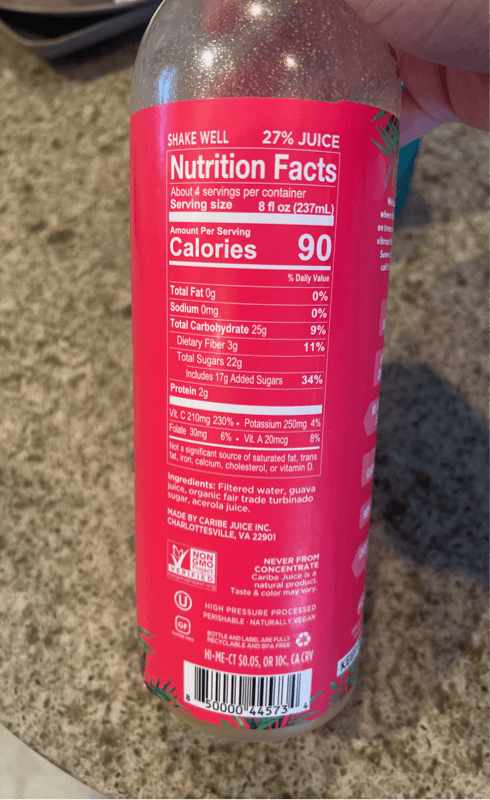 SHAKE WELL 27% JUICE
Nutrition Facts
About 4 servings per container
Serving size 8 fl oz (237mL)
Amount Per Serving
Calories 90
% Daily Value
Total Fat 0g 0%
Sodium 0mg 0%
Total Carbohydrate 25g 9%
Dietary Fiber 3g 11%
Total Sugars 22g
Includes 17g Added Sugars 34%
Protein 2g
Vit. C 210mg 230% • Potassium 250mg 4%
Folate 30mg 6% • Vit. A 20mcg 8%
Not a significant source of saturated fat, trans
fat, iron, calcium, cholesterol, or vitamin D.
Ingredients: Filtered water, guava
juice, organic fair trade turbinado
sugar, acerola juice.
MADE BY CARIBE JUICE INC.
CHARLOTTESVILLE, VA 22901
NON
GMO
Project
VERIFIED
nongmoproject.org
NEVER FROM
CONCENTRATE
Caribe Juice is a
natural product.
Taste & color may vary.
U
GF
HIGH PRESSURE PROCESSED
PERISHABLE - NATURALLY VEGAN
BOTTLE AND LABEL ARE FULLY
RECYCLABLE AND BPA FREE
HI-ME-CT $0.05, OR 10C, CA CRV
8 50000 44573 4